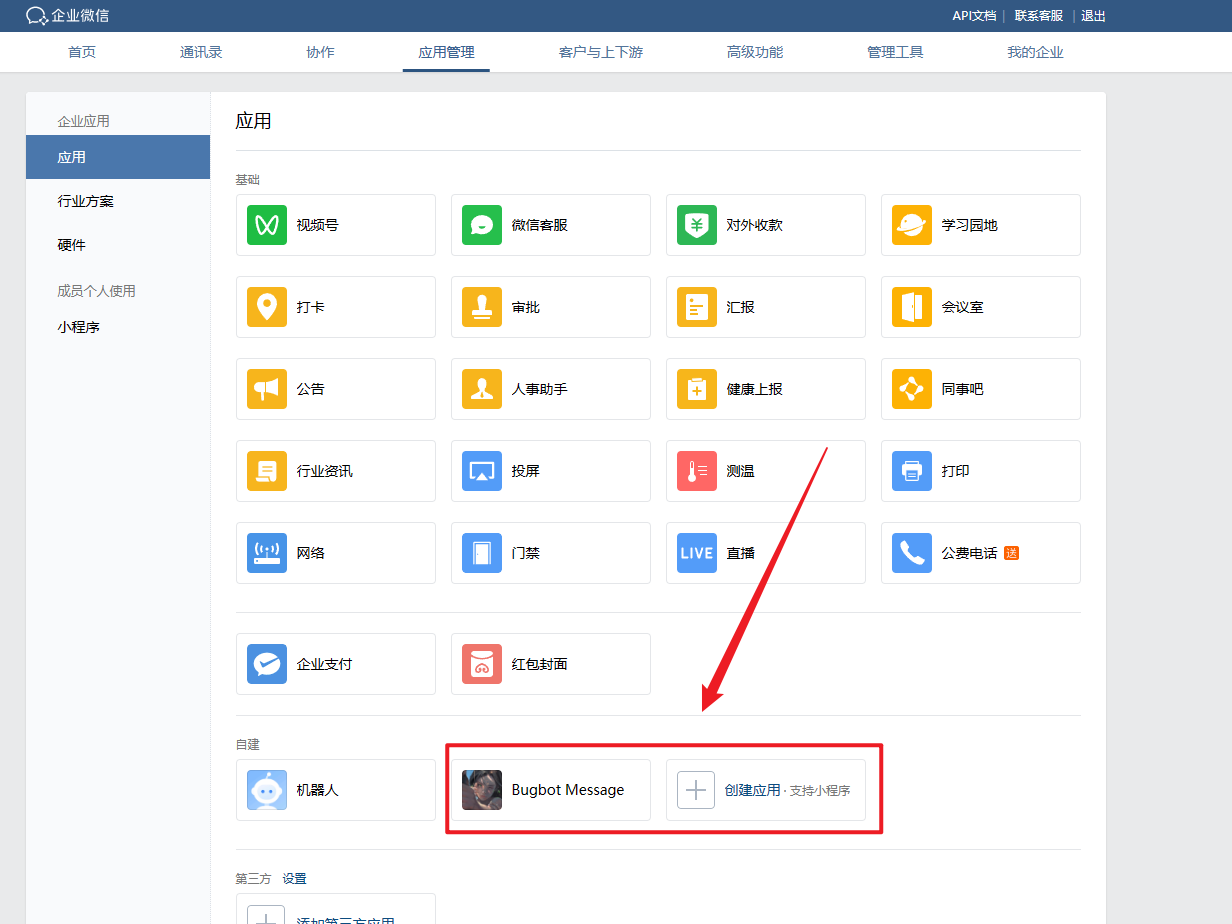 企业微信
API文档 | 联系客服 | 退出
首页 通讯录 协作 应用管理 客户与上下游 高级功能 管理工具 我的企业
企业应用
应用
行业方案
硬件
成员个人使用
小程序
应用
基础
视频号 微信客服 对外收款 学习园地
打卡 审批 汇报 会议室
公告 人事助手 健康上报 同事吧
行业资讯 投屏 测温 打印
网络 门禁 LIVE 直播 公费电话 送
企业支付 红包封面
自建
机器人 Bugbot Message 创建应用 · 支持小程序
第三方 设置
添加第三方应用